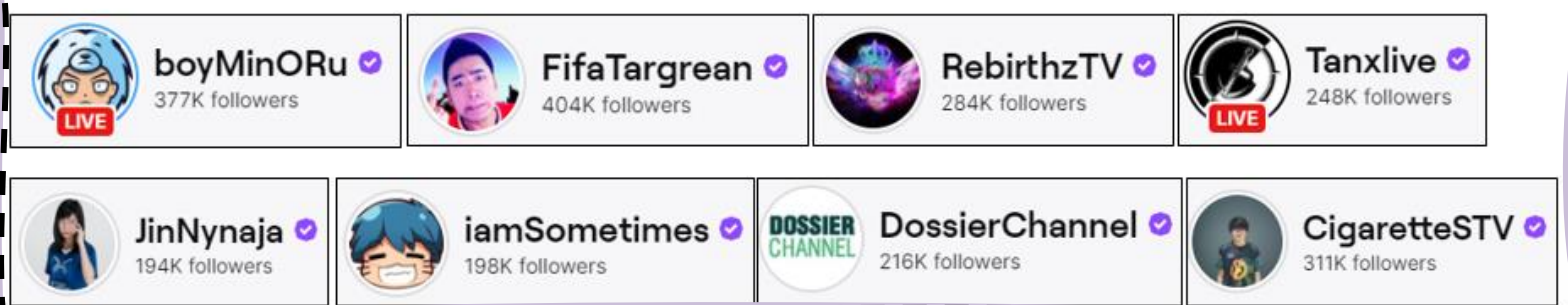 boyMinORu
377K followers
LIVE
FifaTargrean
404K followers
RebirthzTV
284K followers
Tanxlive
248K followers
LIVE
JinNynaja
194K followers
iamSometimes
198K followers
DOSSIER
CHANNEL
DossierChannel
216K followers
CigaretteSTV
311K followers